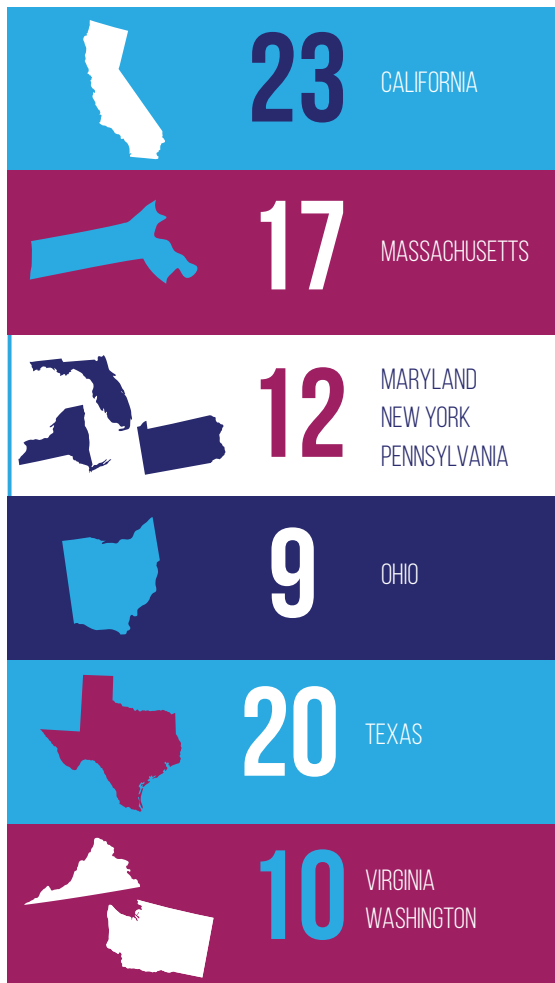 23 CALIFORNIA
17 MASSACHUSETTS
12
MARYLAND
NEW YORK
PENNSYLVANIA
9 OHIO
20 TEXAS
10
VIRGINIA
WASHINGTON